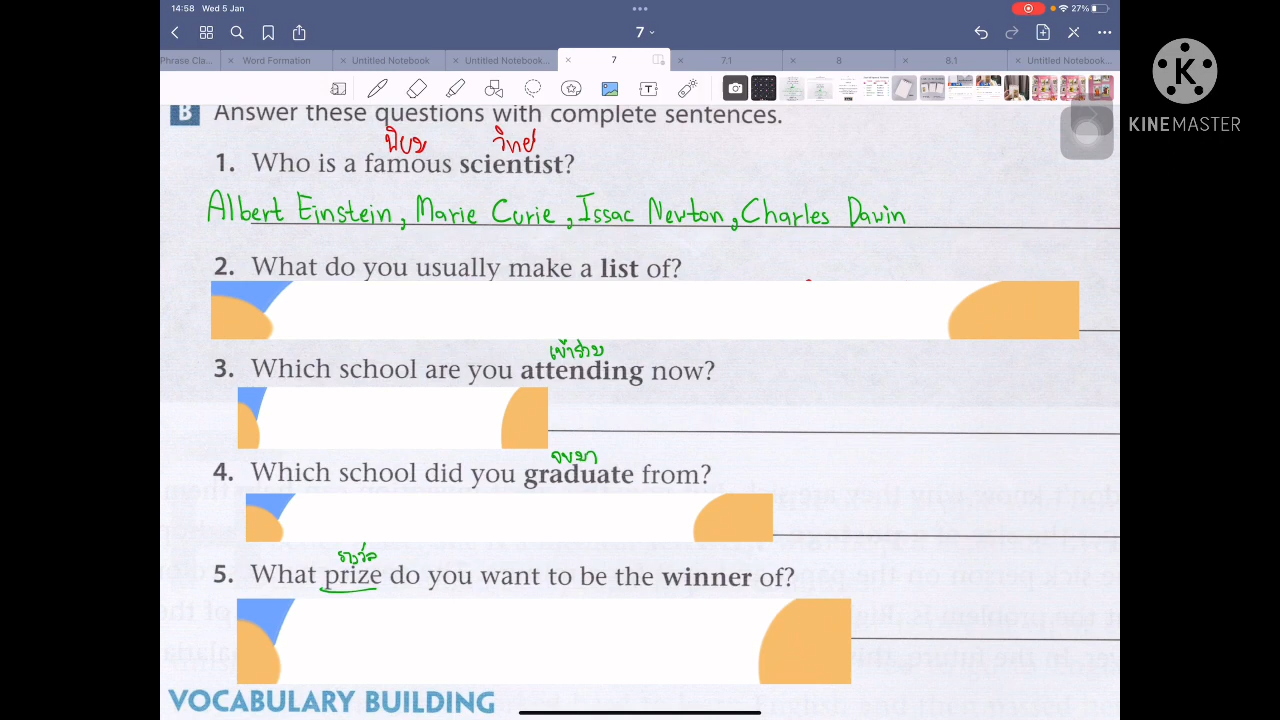 14:58 Wed 5 Jan
27%
7
Phrase Cla...
Word Formation
Untitled Notebook
Untitled Notebook...
7
7.1
8
8.1
Untitled Notebook...
KINEMASTER
B Answer these questions with complete sentences.
นิยม วิทย์
1. Who is a famous scientist?
Albert Einstein, Marie Curie, Issac Newton, Charles Dawin
2. What do you usually make a list of?
เข้าร่วม
3. Which school are you attending now?
จบมา
4. Which school did you graduate from?
รางวัล
5. What prize do you want to be the winner of?
VOCABULARY BUILDING